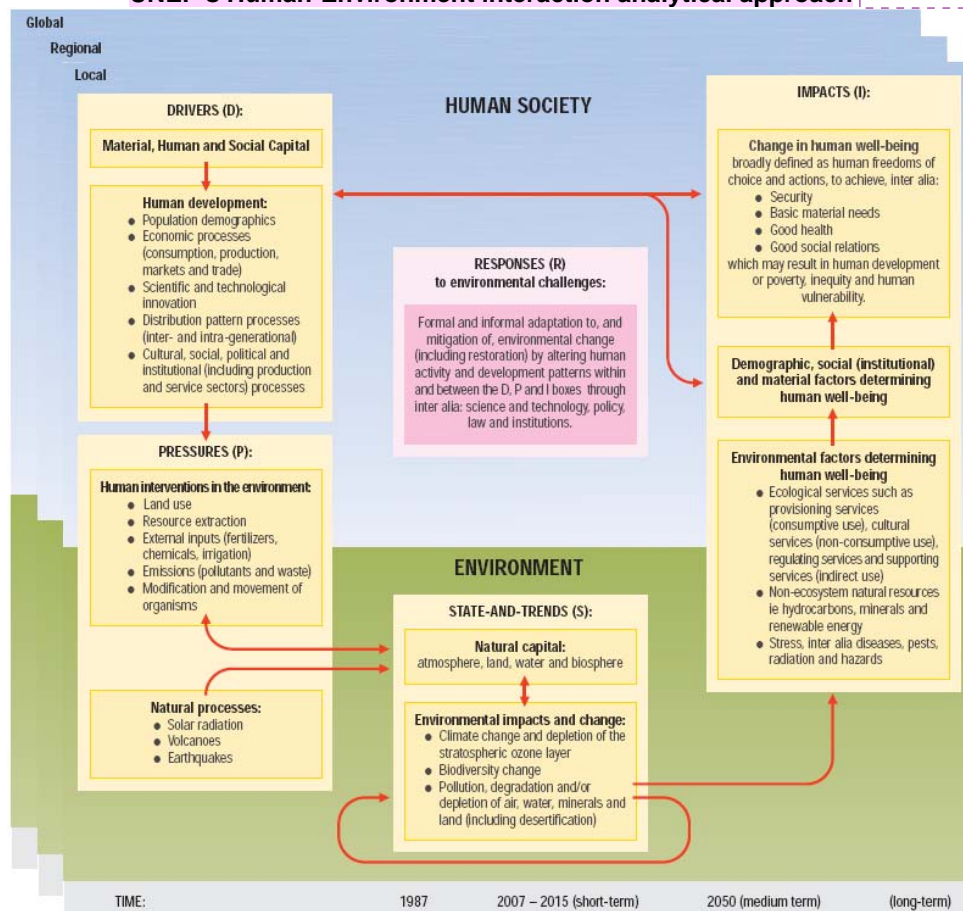 UNEP's Human-Environment interaction analytical approach
Global
Regional
Local
HUMAN SOCIETY
DRIVERS (D):
Material, Human and Social Capital
Human development:
● Population demographics
● Economic processes
(consumption, production,
markets and trade)
● Scientific and technological
innovation
● Distribution pattern processes
(inter- and intra-generational)
● Cultural, social, political and
institutional (including production
and service sectors) processes
PRESSURES (P):
Human interventions in the environment:
● Land use
● Resource extraction
● External inputs (fertilizers,
chemicals, irrigation)
● Emissions (pollutants and waste)
● Modification and movement of
organisms
Natural processes:
● Solar radiation
● Volcanoes
● Earthquakes
RESPONSES (R)
to environmental challenges:
Formal and informal adaptation to, and
mitigation of, environmental change
(including restoration) by altering human
activity and development patterns within
and between the D, P and I boxes through
inter alia: science and technology, policy,
law and institutions.
ENVIRONMENT
STATE-AND-TRENDS (S):
Natural capital:
atmosphere, land, water and biosphere
Environmental impacts and change:
● Climate change and depletion of the
stratospheric ozone layer
● Biodiversity change
● Pollution, degradation and/or
depletion of air, water, minerals and
land (including desertification)
IMPACTS (I):
Change in human well-being
broadly defined as human freedoms of
choice and actions, to achieve, inter alia:
● Security
● Basic material needs
● Good health
● Good social relations
which may result in human development
or poverty, inequity and human
vulnerability.
Demographic, social (institutional)
and material factors determining
human well-being
Environmental factors determining
human well-being
● Ecological services such as
provisioning services
(consumptive use), cultural
services (non-consumptive use),
regulating services and supporting
services (indirect use)
● Non-ecosystem natural resources
ie hydrocarbons, minerals and
renewable energy
● Stress, inter alia diseases, pests,
radiation and hazards
TIME: 1987 2007 – 2015 (short-term) 2050 (medium term) (long-term)